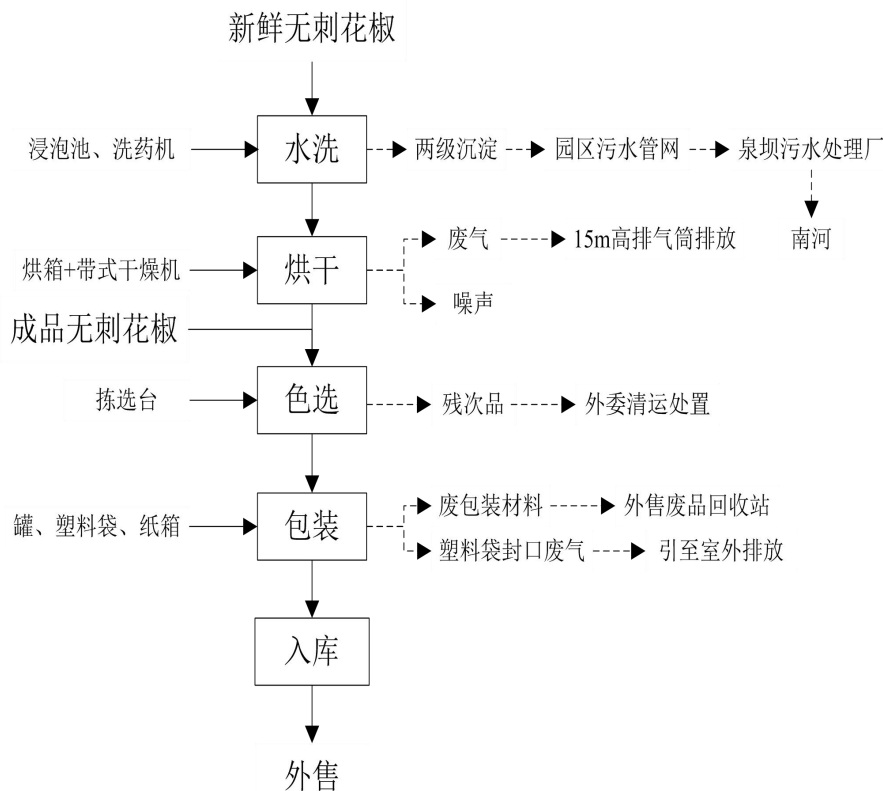 新鲜无刺花椒
浸泡池、洗药机
水洗
两级沉淀
园区污水管网
泉坝污水处理厂
南河
烘箱+带式干燥机
烘干
废气
15m高排气筒排放
噪声
成品无刺花椒
拣选台
色选
残次品
外委清运处置
罐、塑料袋、纸箱
包装
废包装材料
外售废品回收站
塑料袋封口废气
引至室外排放
入库
外售